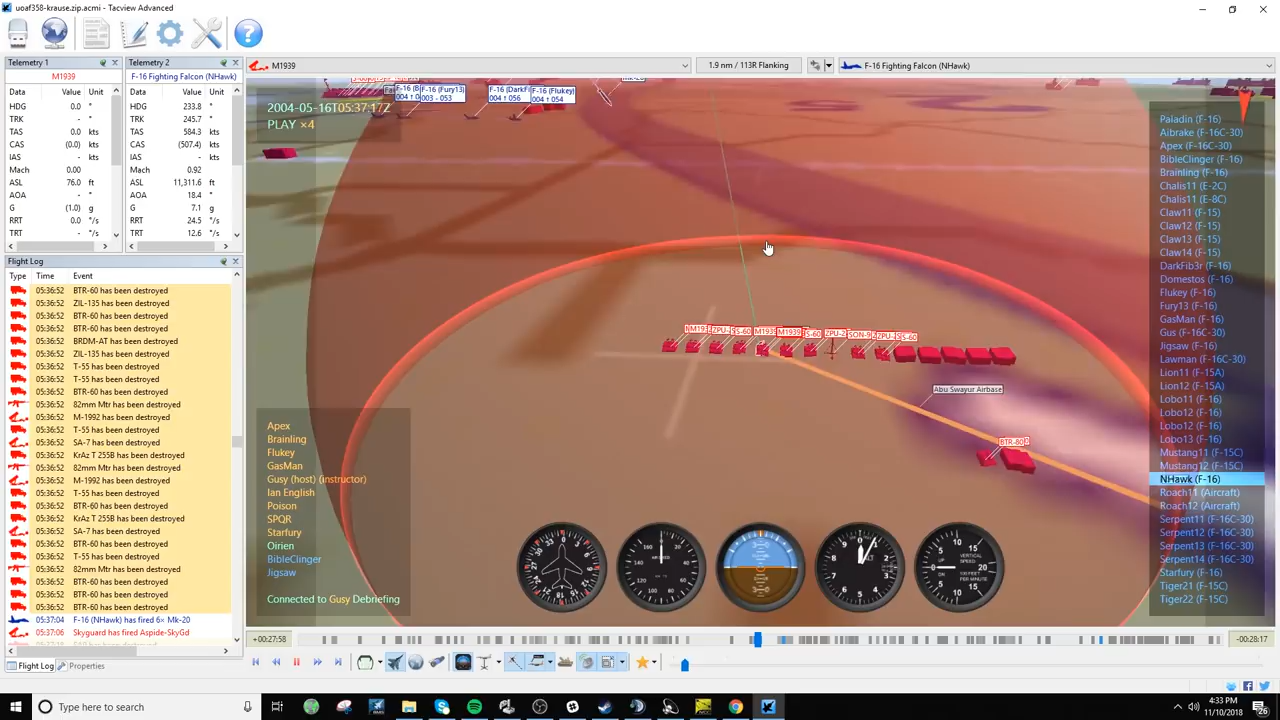 uoaf358-krause.zip.acmi - Tacview Advanced
Telemetry 1
Telemetry 2
M1939
F-16 Fighting Falcon (NHawk)
Data Value Unit
Data Value Unit
HDG 0.0 °
HDG 233.8 °
TRK - °
TRK 245.7 °
TAS 0.0 kts
TAS 584.3 kts
CAS (0.0) kts
CAS (507.4) kts
IAS - kts
IAS - kts
Mach 0.00
Mach 0.92
ASL 76.0 ft
ASL 11,311.6 ft
AOA - °
AOA 18.4 °
G (1.0) g
G 7.1 g
RRT 0.0 °/s
RRT 24.5 °/s
TRT - °/s
TRT 12.6 °/s
Flight Log
Type Time Event
05:36:52 BTR-60 has been destroyed
05:36:52 ZIL-135 has been destroyed
05:36:52 BTR-60 has been destroyed
05:36:52 BTR-60 has been destroyed
05:36:52 BRDM-AT has been destroyed
05:36:52 ZIL-135 has been destroyed
05:36:52 T-55 has been destroyed
05:36:52 T-55 has been destroyed
05:36:52 BTR-60 has been destroyed
05:36:52 82mm Mtr has been destroyed
05:36:52 M-1992 has been destroyed
05:36:52 T-55 has been destroyed
05:36:52 SA-7 has been destroyed
05:36:52 KrAz T 255B has been destroyed
05:36:52 82mm Mtr has been destroyed
05:36:52 M-1992 has been destroyed
05:36:52 T-55 has been destroyed
05:36:52 BTR-60 has been destroyed
05:36:52 KrAz T 255B has been destroyed
05:36:52 SA-7 has been destroyed
05:36:52 BTR-60 has been destroyed
05:36:52 T-55 has been destroyed
05:36:52 82mm Mtr has been destroyed
05:36:52 BTR-60 has been destroyed
05:36:52 BTR-60 has been destroyed
05:37:04 F-16 (NHawk) has fired 6× Mk-20
05:37:06 Skyguard has fired Aspide-SkyGd
Flight Log
Properties
M1939
1.9 nm / 113R Flanking
F-16 Fighting Falcon (NHawk)
2004-05-16T05:37:17Z
PLAY ×4
F-16 (Fury13)
003 - 053
004 ↑ 056
F-16 (Flukey)
004 ↑ 054
M1939
Abu Swayur Airbase
BTR-60
Apex
Brainling
Flukey
GasMan
Gusy (host) (instructor)
Ian English
Poison
SPQR
Starfury
Oirien
BibleClinger
Jigsaw
Connected to Gusy Debriefing
Paladin (F-16)
Aibrake (F-16C-30)
Apex (F-16C-30)
BibleClinger (F-16)
Brainling (F-16)
Chalis11 (E-2C)
Chalis11 (E-8C)
Claw11 (F-15)
Claw12 (F-15)
Claw13 (F-15)
Claw14 (F-15)
DarkFib3r (F-16)
Domestos (F-16)
Flukey (F-16)
Fury13 (F-16)
GasMan (F-16)
Gus (F-16C-30)
Jigsaw (F-16)
Lawman (F-16C-30)
Lion11 (F-15A)
Lion12 (F-15A)
Lobo11 (F-16)
Lobo12 (F-16)
Lobo12 (F-16)
Lobo13 (F-16)
Mustang11 (F-15C)
Mustang12 (F-15C)
NHawk (F-16)
Roach11 (Aircraft)
Roach12 (Aircraft)
Serpent11 (F-16C-30)
Serpent12 (F-16C-30)
Serpent13 (F-16C-30)
Serpent14 (F-16C-30)
Starfury (F-16)
Tiger21 (F-15C)
Tiger22 (F-15C)
+00:27:58
-00:28:17
Type here to search
4:33 PM
11/10/2018
26